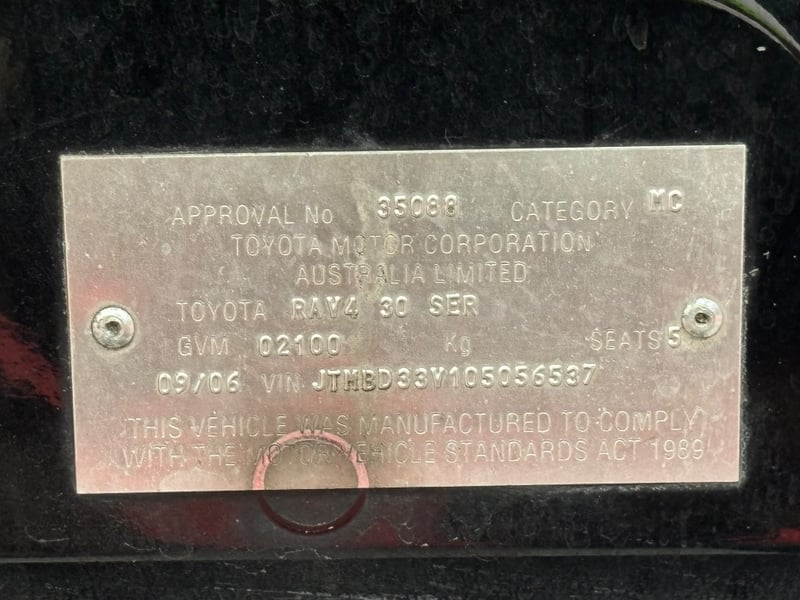 APPROVAL No 35088 CATEGORY MC
TOYOTA MOTOR CORPORATION
AUSTRALIA LIMITED
TOYOTA RAV4 30 SER
GVM 02100 Kg SEATS 5
09/06 VIN JTMBD33V105056537
THIS VEHICLE WAS MANUFACTURED TO COMPLY
WITH THE MOTOR VEHICLE STANDARDS ACT 1989